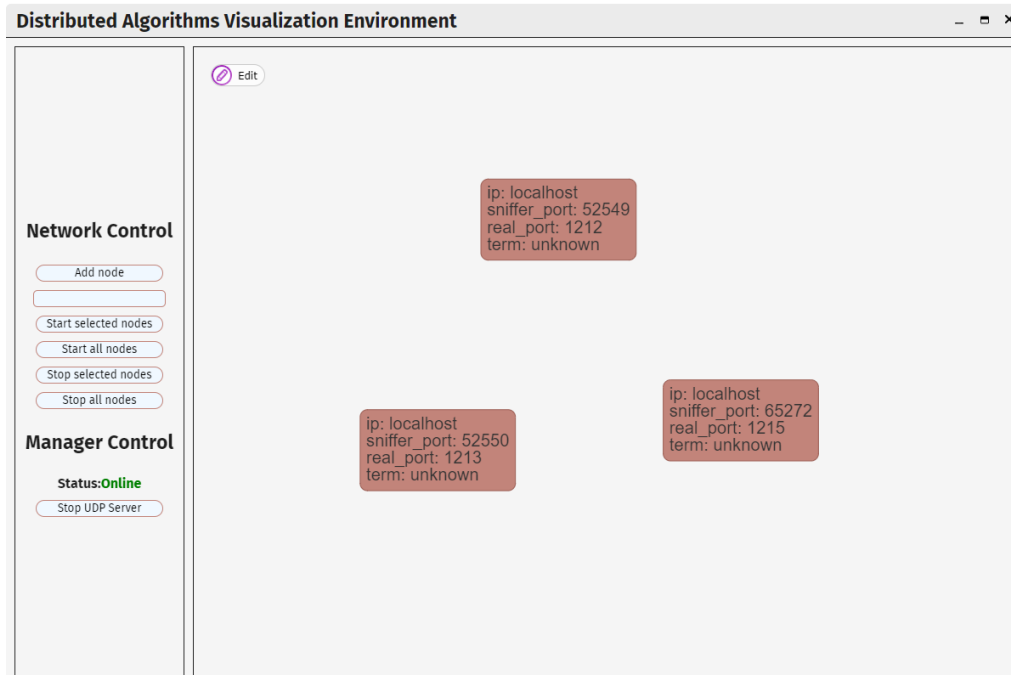 Distributed Algorithms Visualization Environment
Network Control
Add node
Start selected nodes
Start all nodes
Stop selected nodes
Stop all nodes
Manager Control
Status:Online
Stop UDP Server
Edit
ip: localhost
sniffer_port: 52549
real_port: 1212
term: unknown
ip: localhost
sniffer_port: 52550
real_port: 1213
term: unknown
ip: localhost
sniffer_port: 65272
real_port: 1215
term: unknown